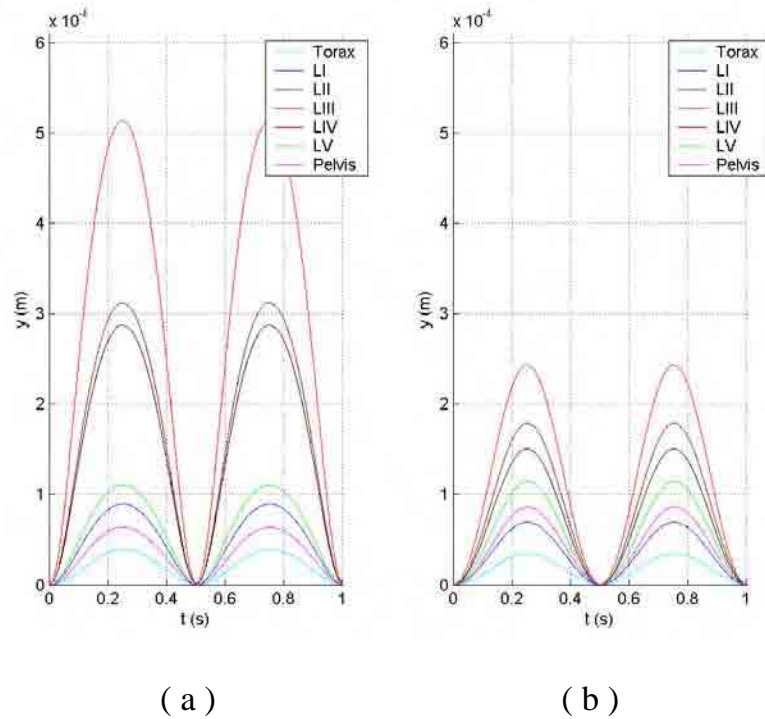 x 10⁻⁴
6
5
4
3
2
1
0
y (m)
0
0.2
0.4
0.6
0.8
1
t (s)
Torax
LI
LII
LIII
LIV
LV
Pelvis
( a )
x 10⁻⁴
6
5
4
3
2
1
0
y (m)
0
0.2
0.4
0.6
0.8
1
t (s)
Torax
LI
LII
LIII
LIV
LV
Pelvis
( b )